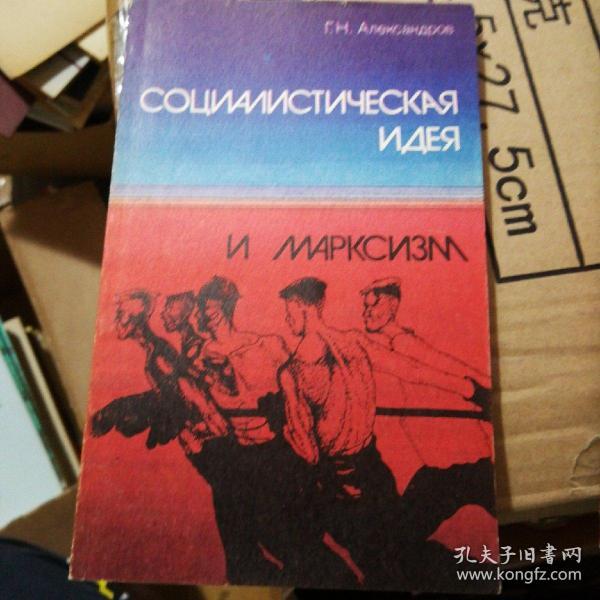 Г.Н. Александров
СОЦИАЛИСТИЧЕСКАЯ
ИДЕЯ
И МАРКСИЗМ
5x27.5cm
孔夫子旧书网
www.kongfz.com